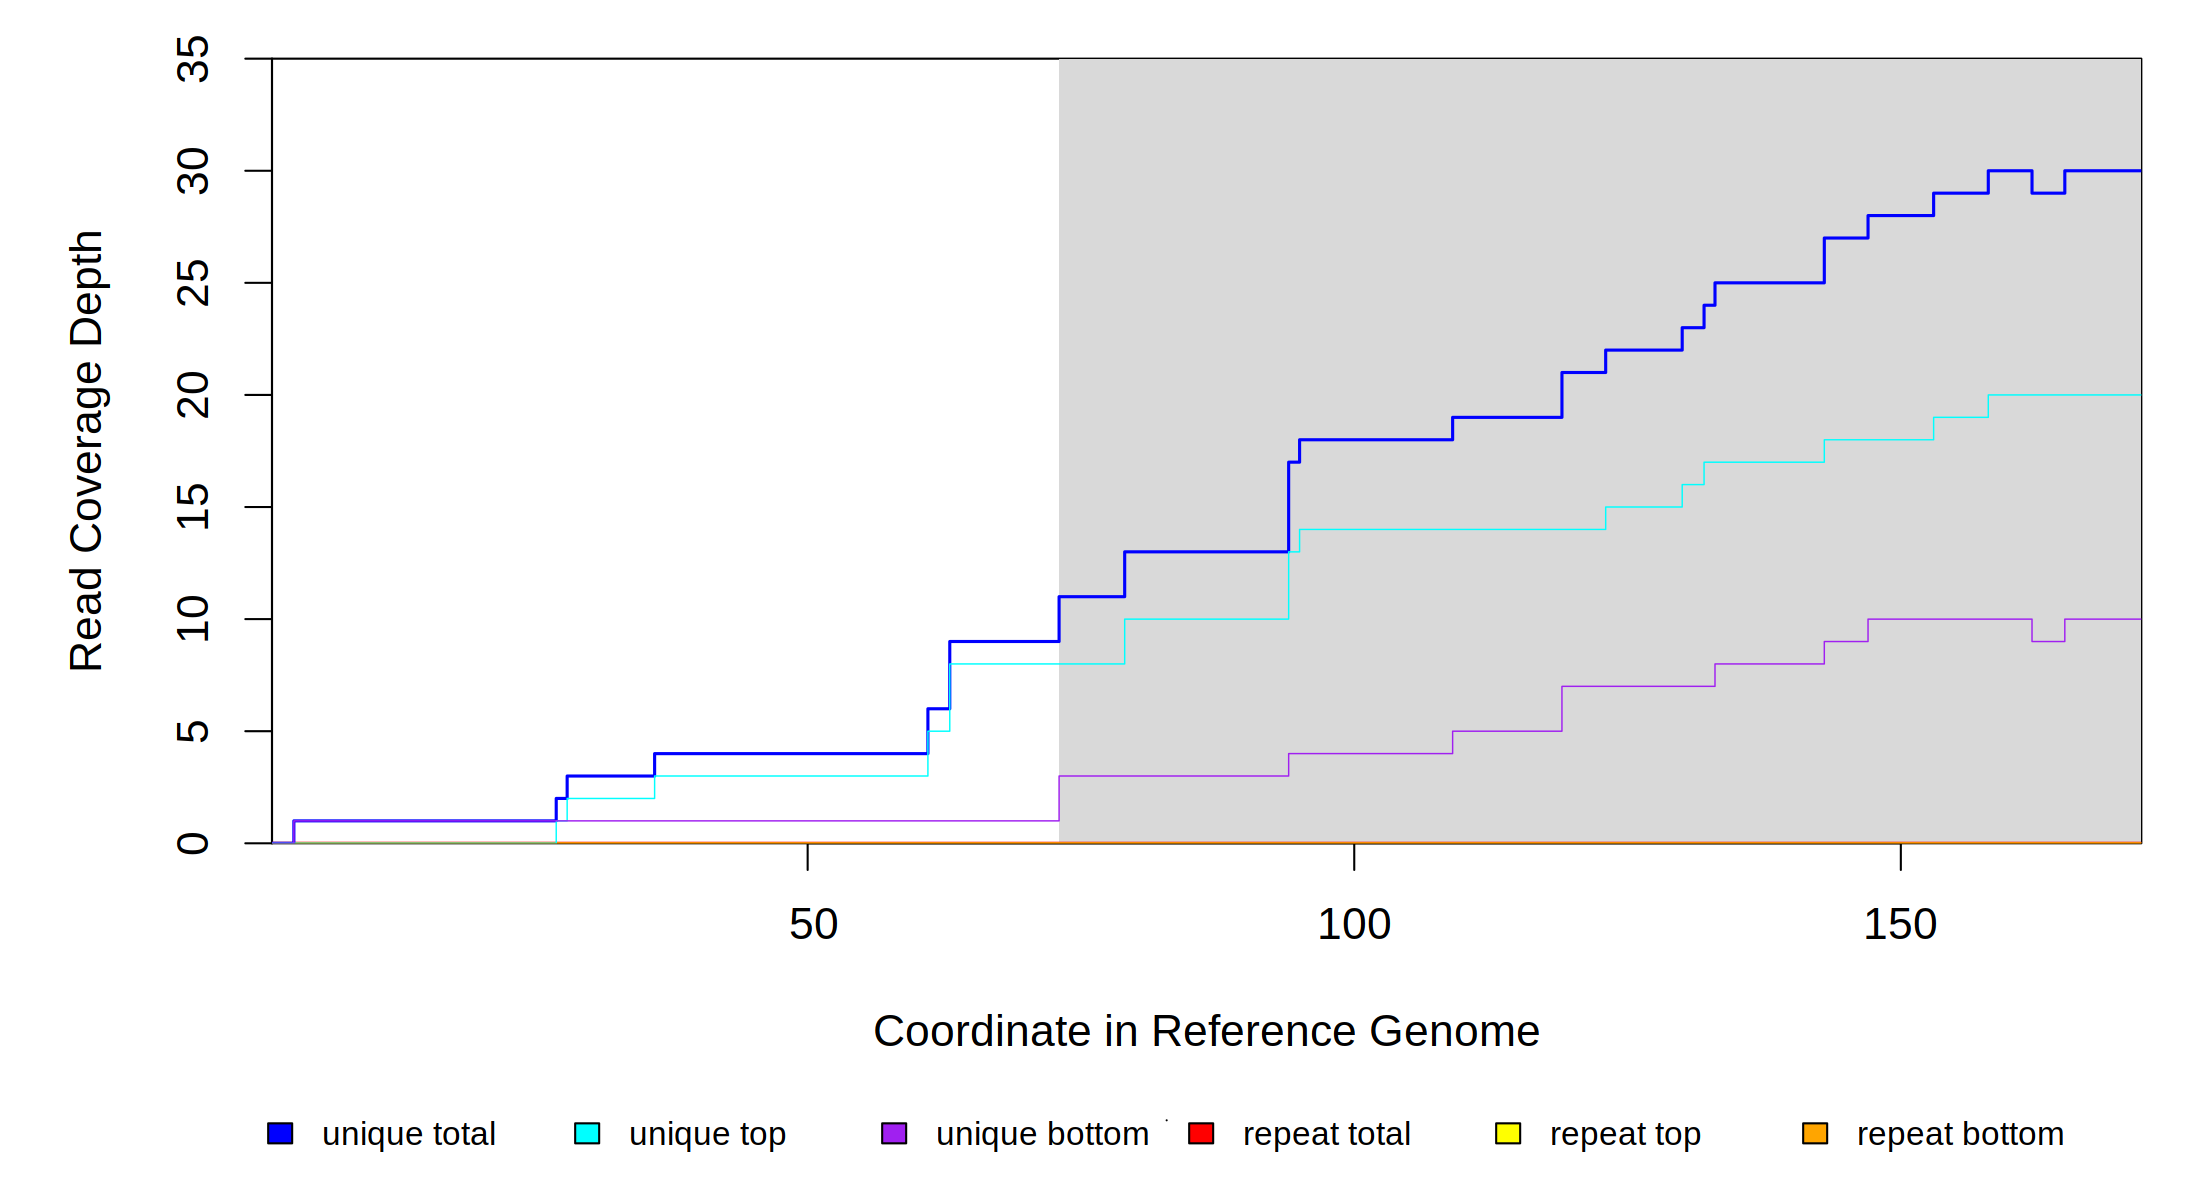 35
30
25
20
15
10
5
0
Read Coverage Depth
50 100 150
Coordinate in Reference Genome
unique total unique top unique bottom repeat total repeat top repeat bottom